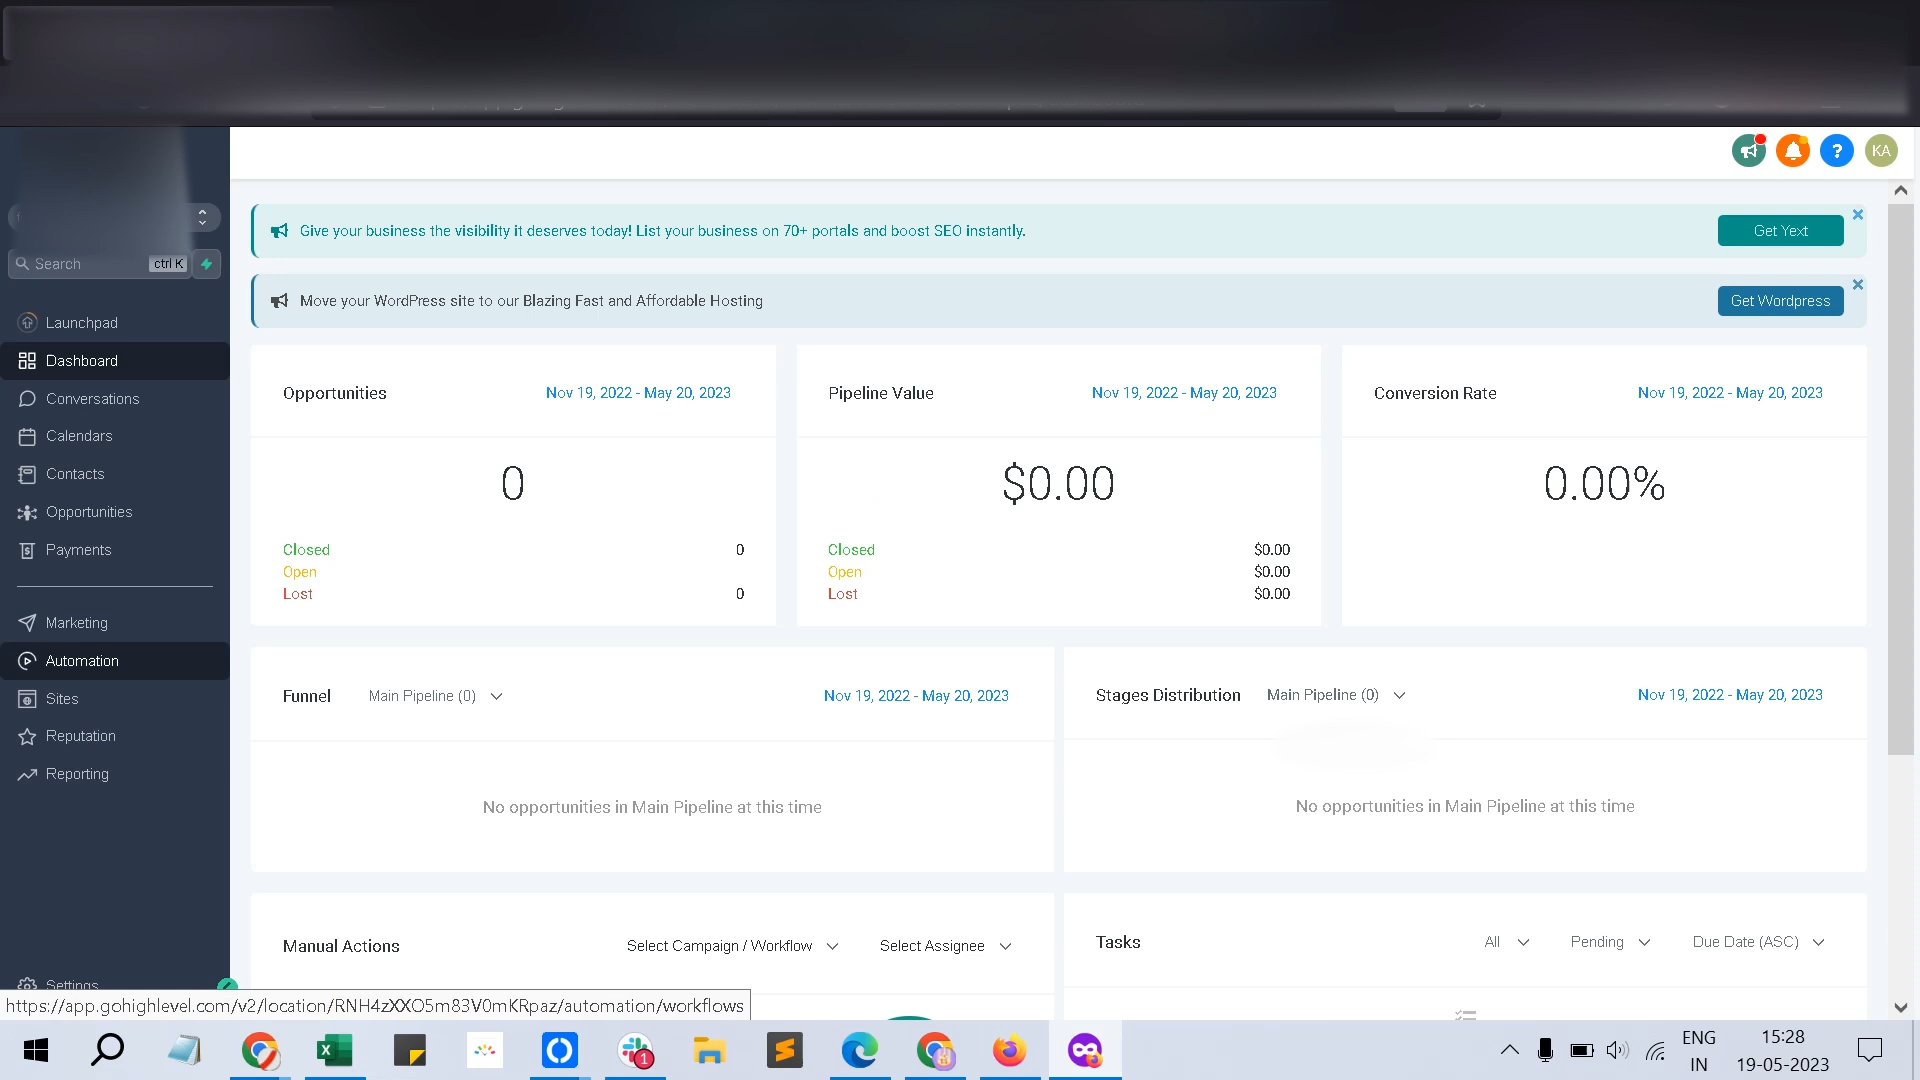 KA
Search ctrl K
Launchpad
Dashboard
Conversations
Calendars
Contacts
Opportunities
Payments
Marketing
Automation
Sites
Reputation
Reporting
Settings
Give your business the visibility it deserves today! List your business on 70+ portals and boost SEO instantly. Get Yext
Move your WordPress site to our Blazing Fast and Affordable Hosting Get Wordpress
Opportunities Nov 19, 2022 - May 20, 2023
0
Closed 0
Open
Lost 0
Pipeline Value Nov 19, 2022 - May 20, 2023
$0.00
Closed $0.00
Open $0.00
Lost $0.00
Conversion Rate Nov 19, 2022 - May 20, 2023
0.00%
Funnel Main Pipeline (0) Nov 19, 2022 - May 20, 2023
No opportunities in Main Pipeline at this time
Stages Distribution Main Pipeline (0) Nov 19, 2022 - May 20, 2023
No opportunities in Main Pipeline at this time
Manual Actions Select Campaign / Workflow Select Assignee
Tasks All Pending Due Date (ASC)
https://app.gohighlevel.com/v2/location/RNH4zXXO5m83V0mKRpaz/automation/workflows
1
ENG
IN
15:28
19-05-2023